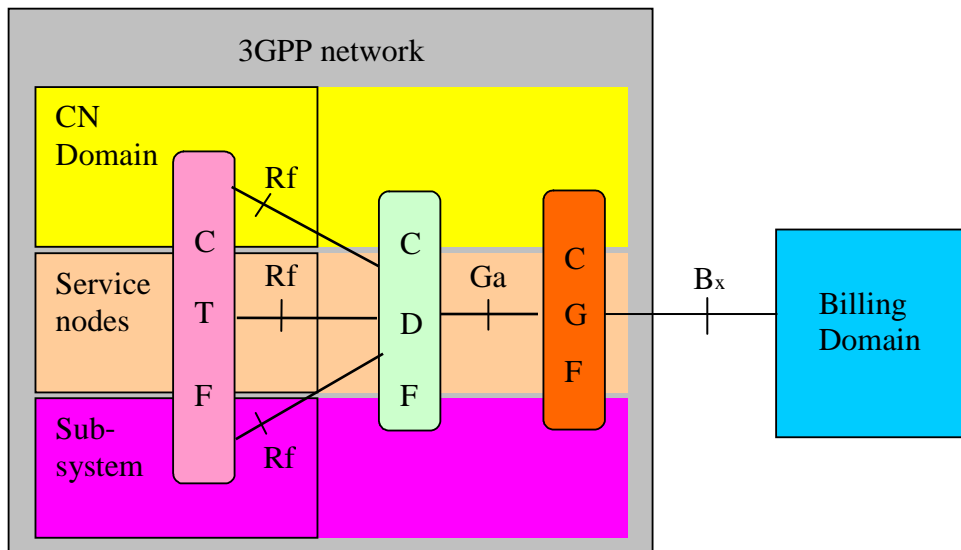 3GPP network
CN
Domain
Rf
C
T
F
Service
nodes
Rf
Sub-
system
Rf
C
D
F
Ga
C
G
F
Bx
Billing
Domain